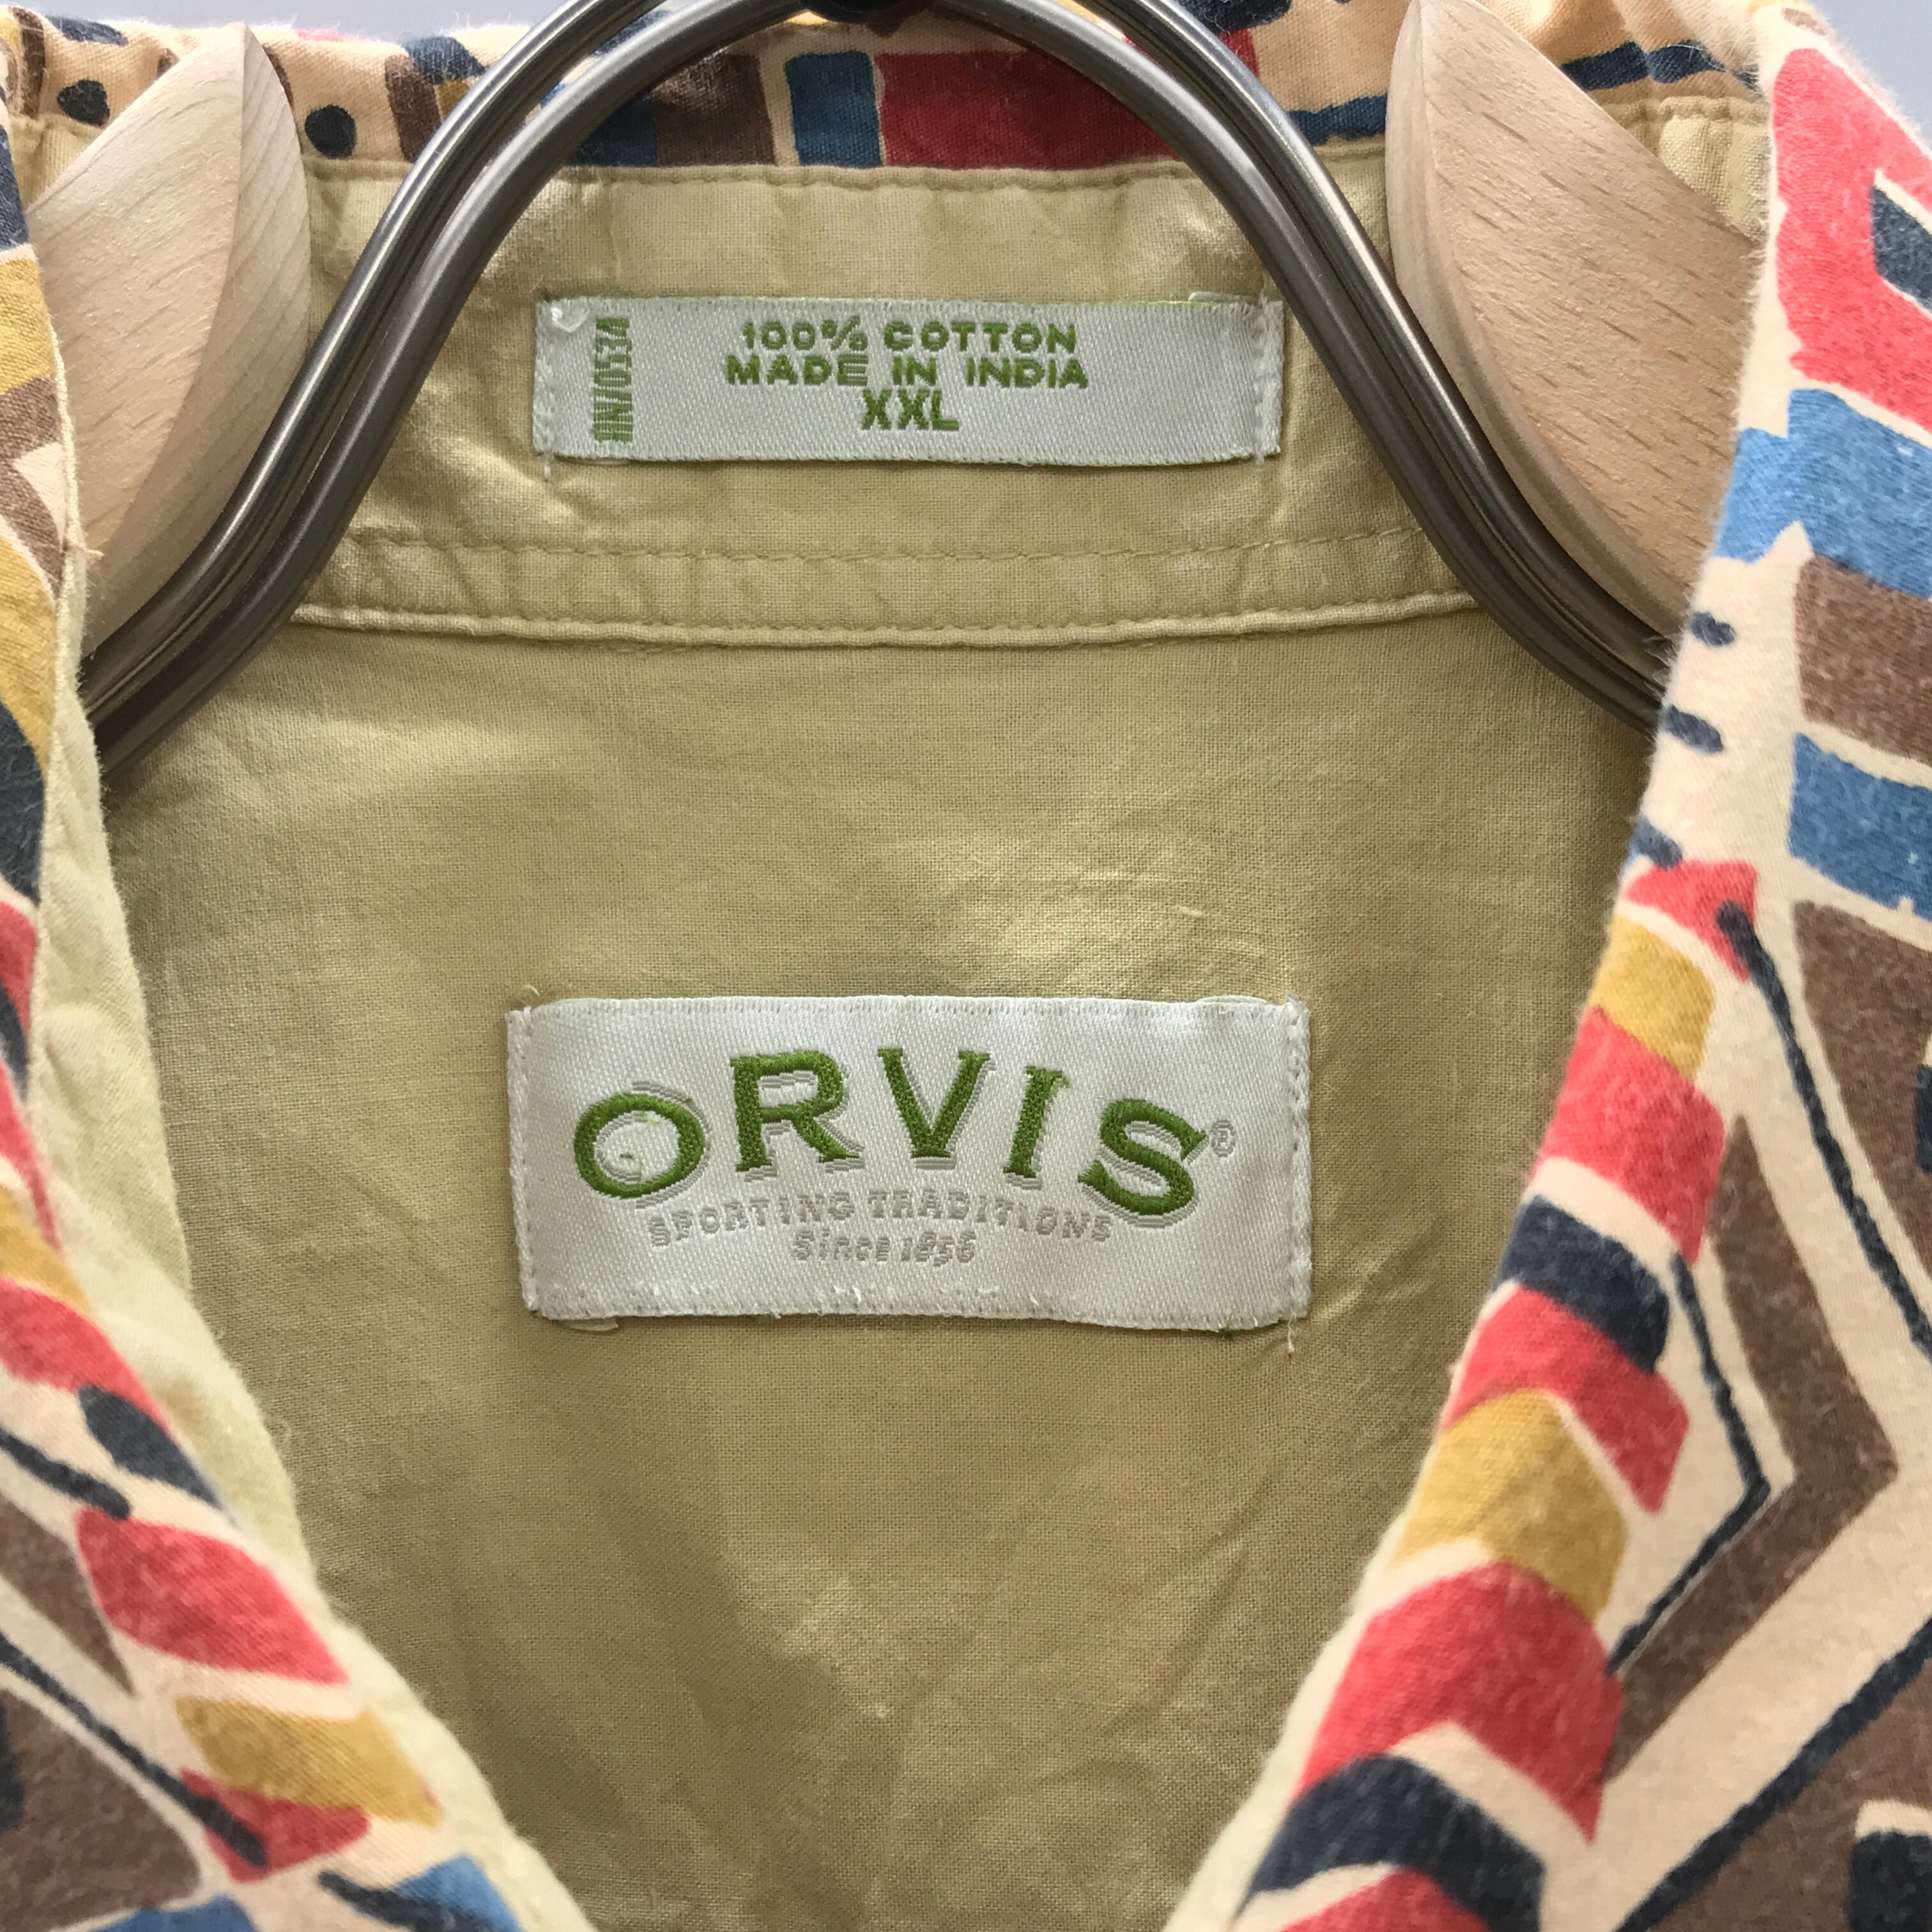 100% COTTON
MADE IN INDIA
XXL
ORVIS®
SPORTING TRADITIONS
Since 1856